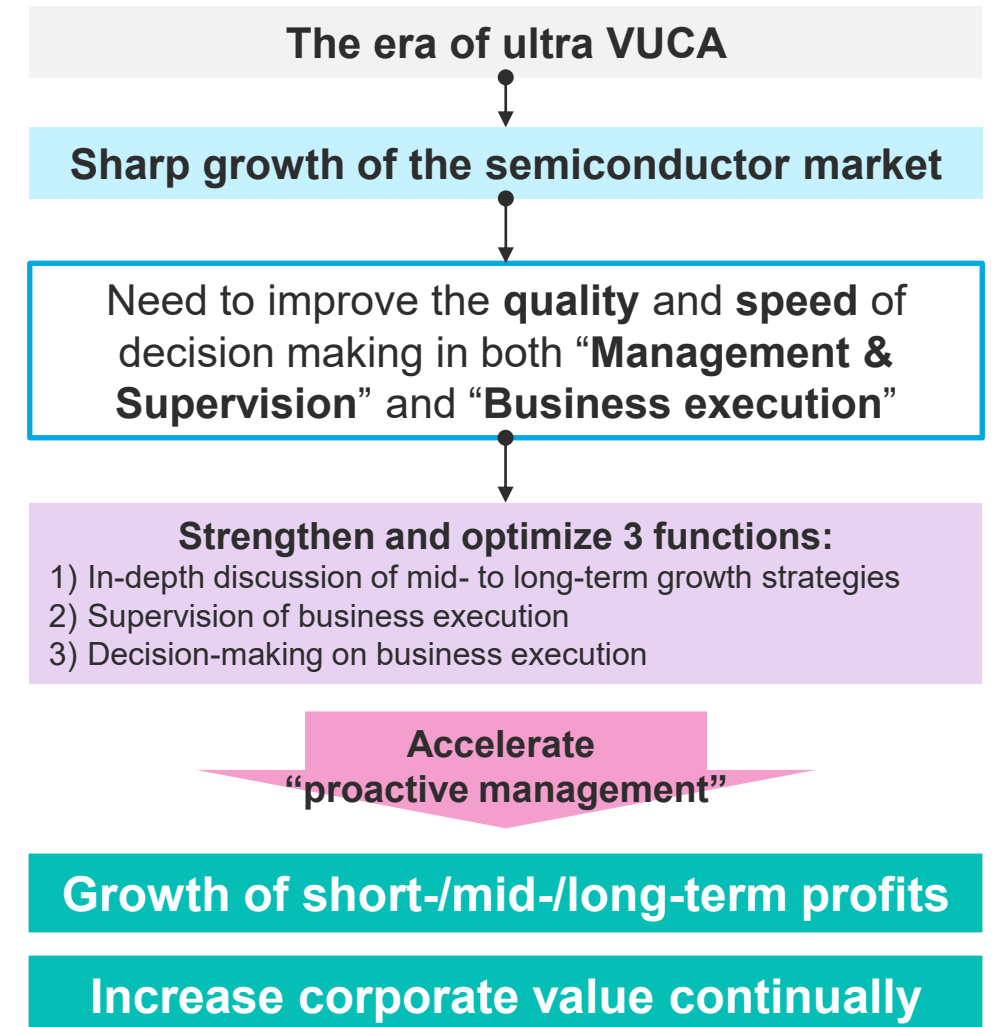 The era of ultra VUCA
Sharp growth of the semiconductor market
Need to improve the quality and speed of
decision making in both “Management &
Supervision” and “Business execution”
Strengthen and optimize 3 functions:
1) In-depth discussion of mid- to long-term growth strategies
2) Supervision of business execution
3) Decision-making on business execution
Accelerate
“proactive management”
Growth of short-/mid-/long-term profits
Increase corporate value continually